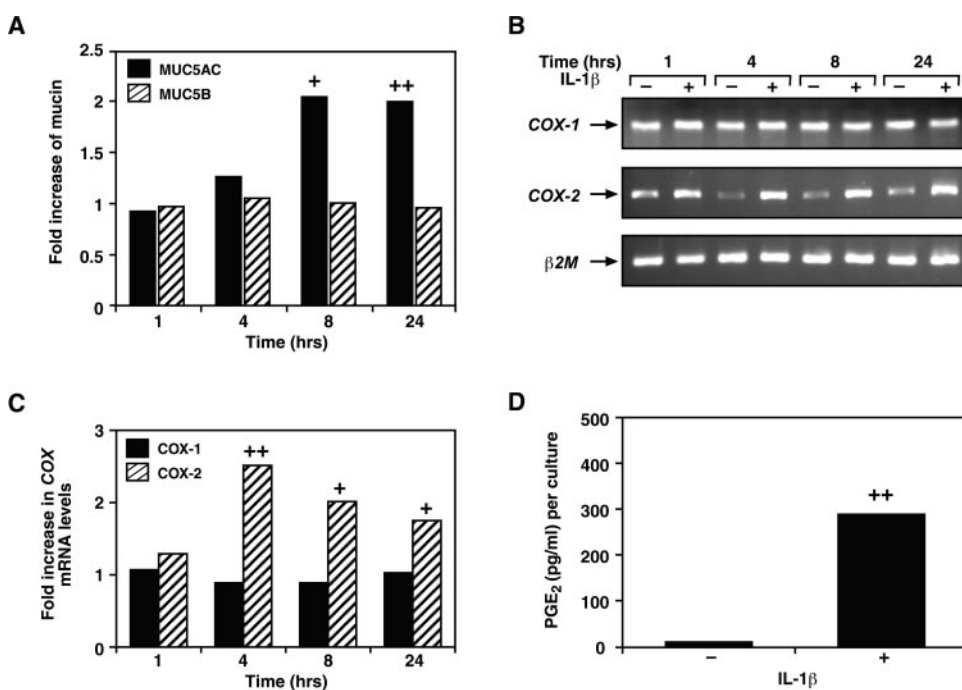 A
Fold increase of mucin
2.5
2
1.5
1
0.5
0
MUC5AC
MUC5B
+
++
1 4 8 24
Time (hrs)
B
Time (hrs) 1 4 8 24
IL-1β − + − + − + − +
COX-1
COX-2
β2M
C
Fold increase in COX
mRNA levels
3
2
1
0
COX-1
COX-2
++
+
+
1 4 8 24
Time (hrs)
D
PGE₂ (pg/ml) per culture
500
400
300
200
100
0
++
− +
IL-1β